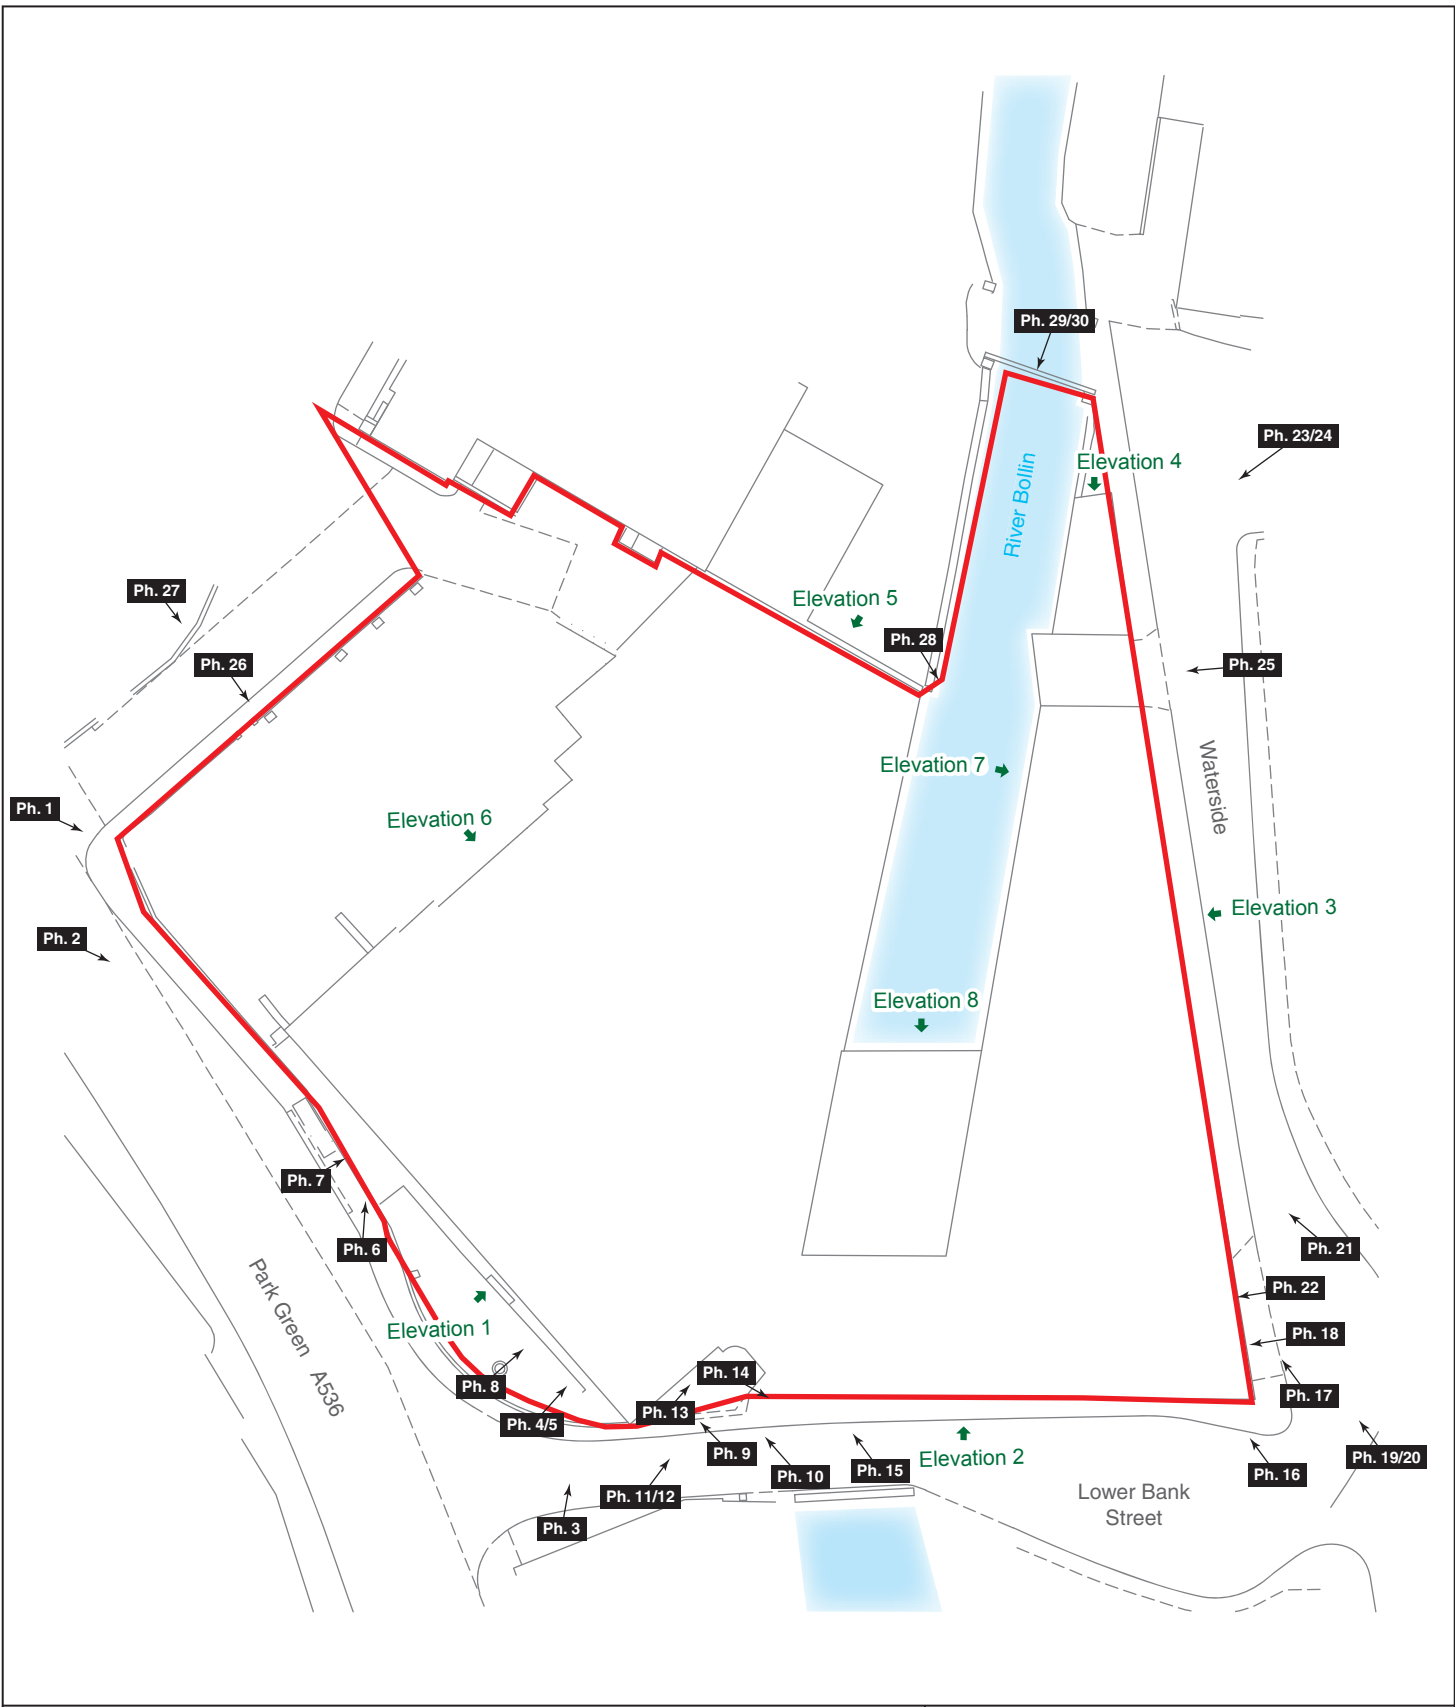 Ph. 29/30
Ph. 23/24
Elevation 4
River Bollin
Ph. 27
Elevation 5
Ph. 28
Ph. 26
Ph. 25
Elevation 7
Waterside
Ph. 1
Elevation 6
Elevation 3
Ph. 2
Elevation 8
Ph. 7
Ph. 6
Ph. 21
Ph. 22
Park Green A536
Elevation 1
Ph. 18
Ph. 14
Ph. 8
Ph. 17
Ph. 13
Ph. 4/5
Ph. 9
Elevation 2
Ph. 19/20
Ph. 10
Ph. 15
Ph. 16
Ph. 11/12
Lower Bank
Street
Ph. 3